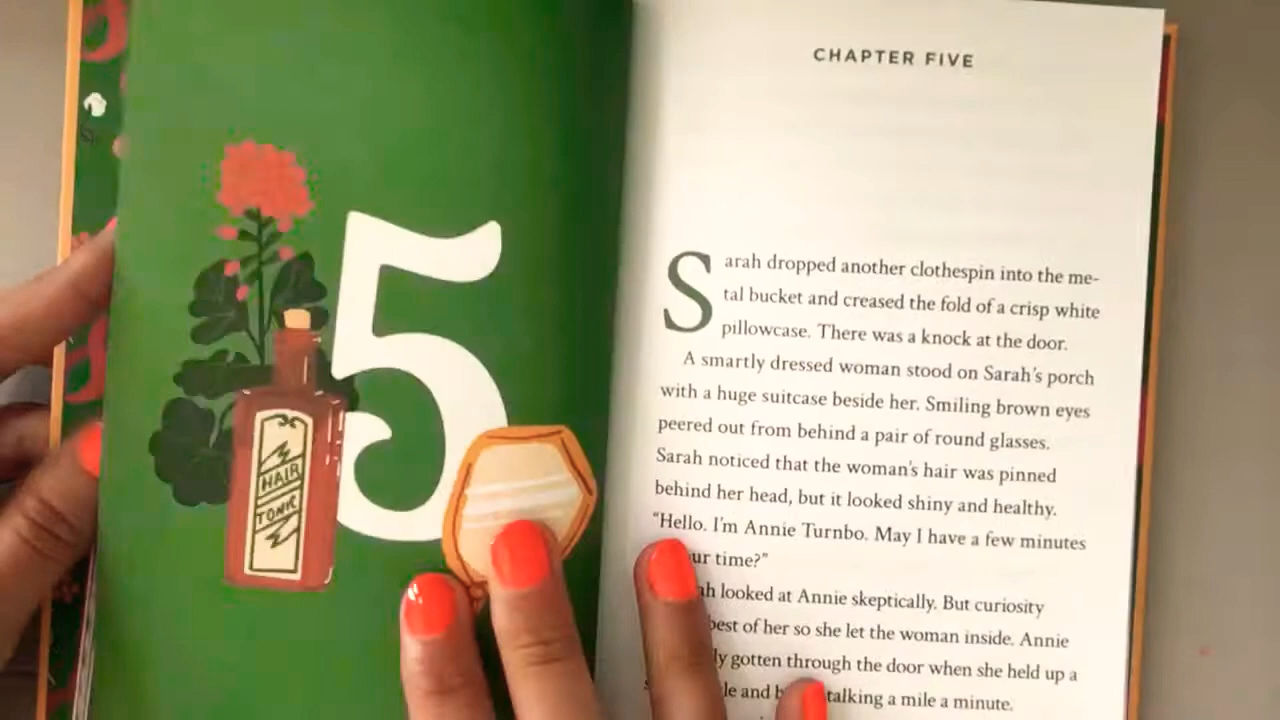 HAIR
TONIC
5
CHAPTER FIVE
Sarah dropped another clothespin into the me-
tal bucket and creased the fold of a crisp white
pillowcase. There was a knock at the door.
A smartly dressed woman stood on Sarah's porch
with a huge suitcase beside her. Smiling brown eyes
peered out from behind a pair of round glasses.
Sarah noticed that the woman's hair was pinned
behind her head, but it looked shiny and healthy.
"Hello. I'm Annie Turnbo. May I have a few minutes
time?"
looked at Annie skeptically. But curiosity
best of her so she let the woman inside. Annie
gotten through the door when she held up a
and talking a mile a minute.